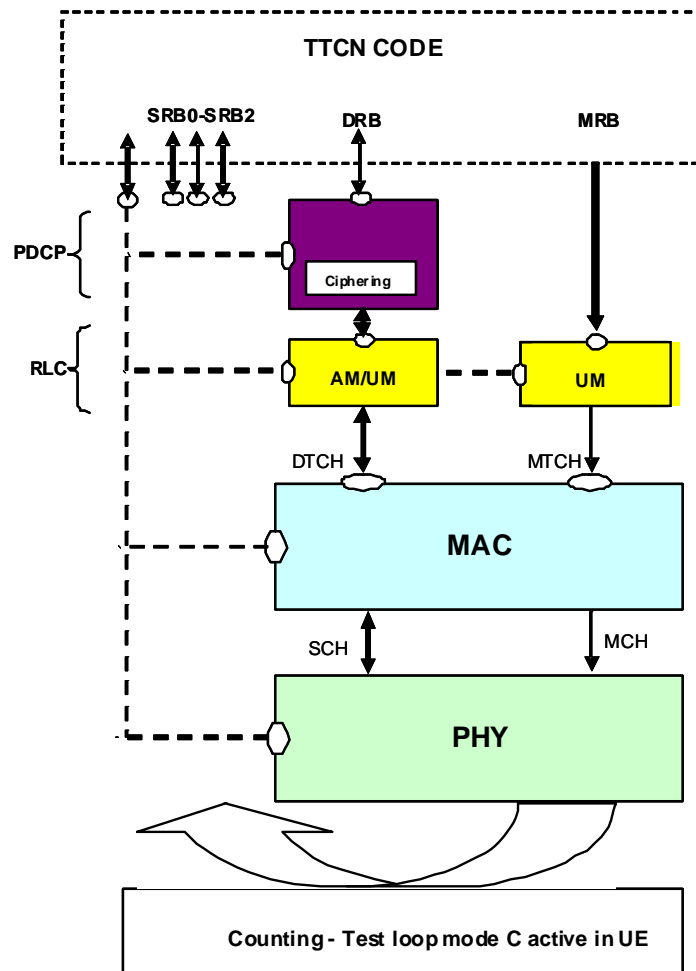 TTCN CODE
SRB0-SRB2
DRB
MRB
PDCP
Ciphering
RLC
AM/UM
UM
DTCH
MTCH
MAC
SCH
MCH
PHY
Counting - Test loop mode C active in UE